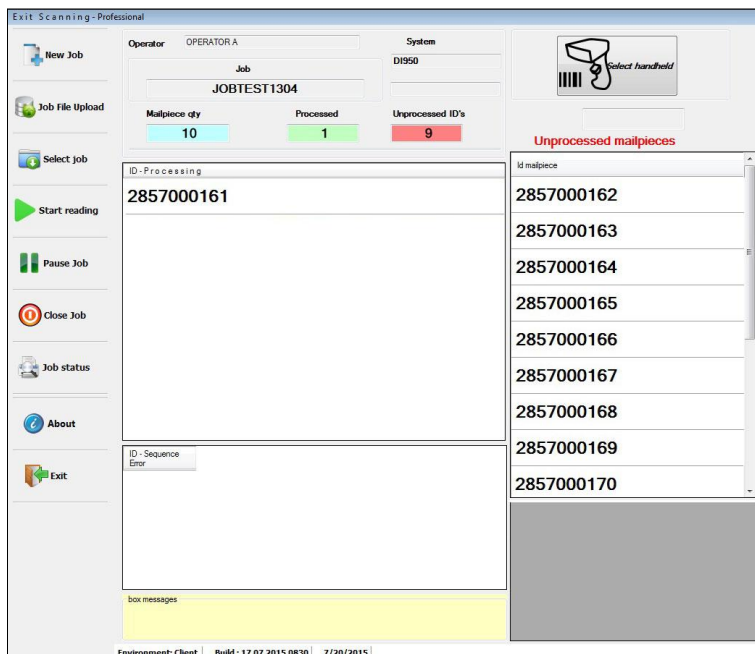 Exit Scanning - Professional
New Job
Job File Upload
Select job
Start reading
Pause Job
Close Job
Job status
About
Exit
Operator
OPERATOR A
System
DI950
Job
JOBTEST1304
Mailpiece qty
Processed
Unprocessed ID's
10
1
9
Select handheld
Unprocessed mailpieces
ID - Processing
2857000161
Id mailpiece
2857000162
2857000163
2857000164
2857000165
2857000166
2857000167
2857000168
2857000169
2857000170
ID - Sequence
Error
box messages
Environment: Client
Build : 17.07.2015.0830
7/20/2015